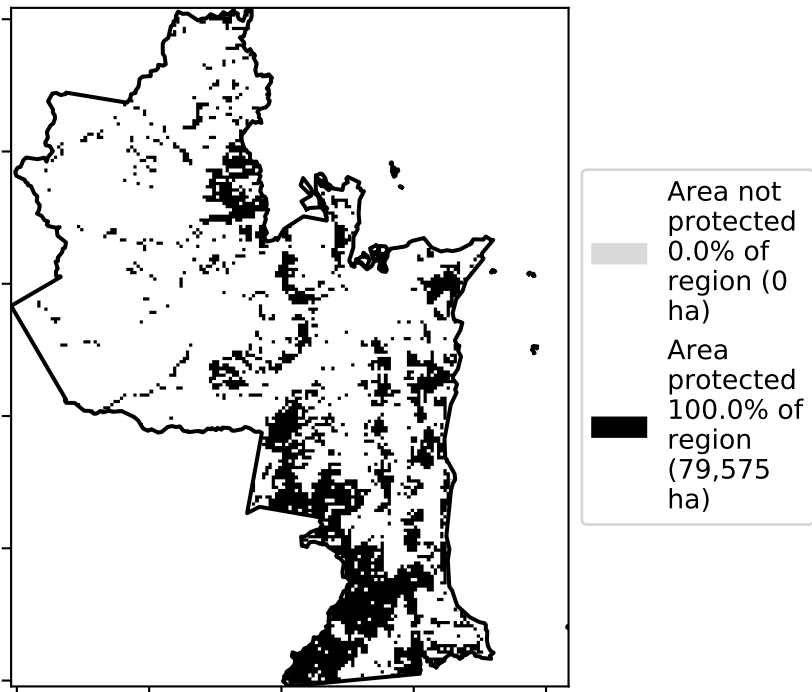 Area not
protected
0.0% of
region (0
ha)
Area
protected
100.0% of
region
(79,575
ha)